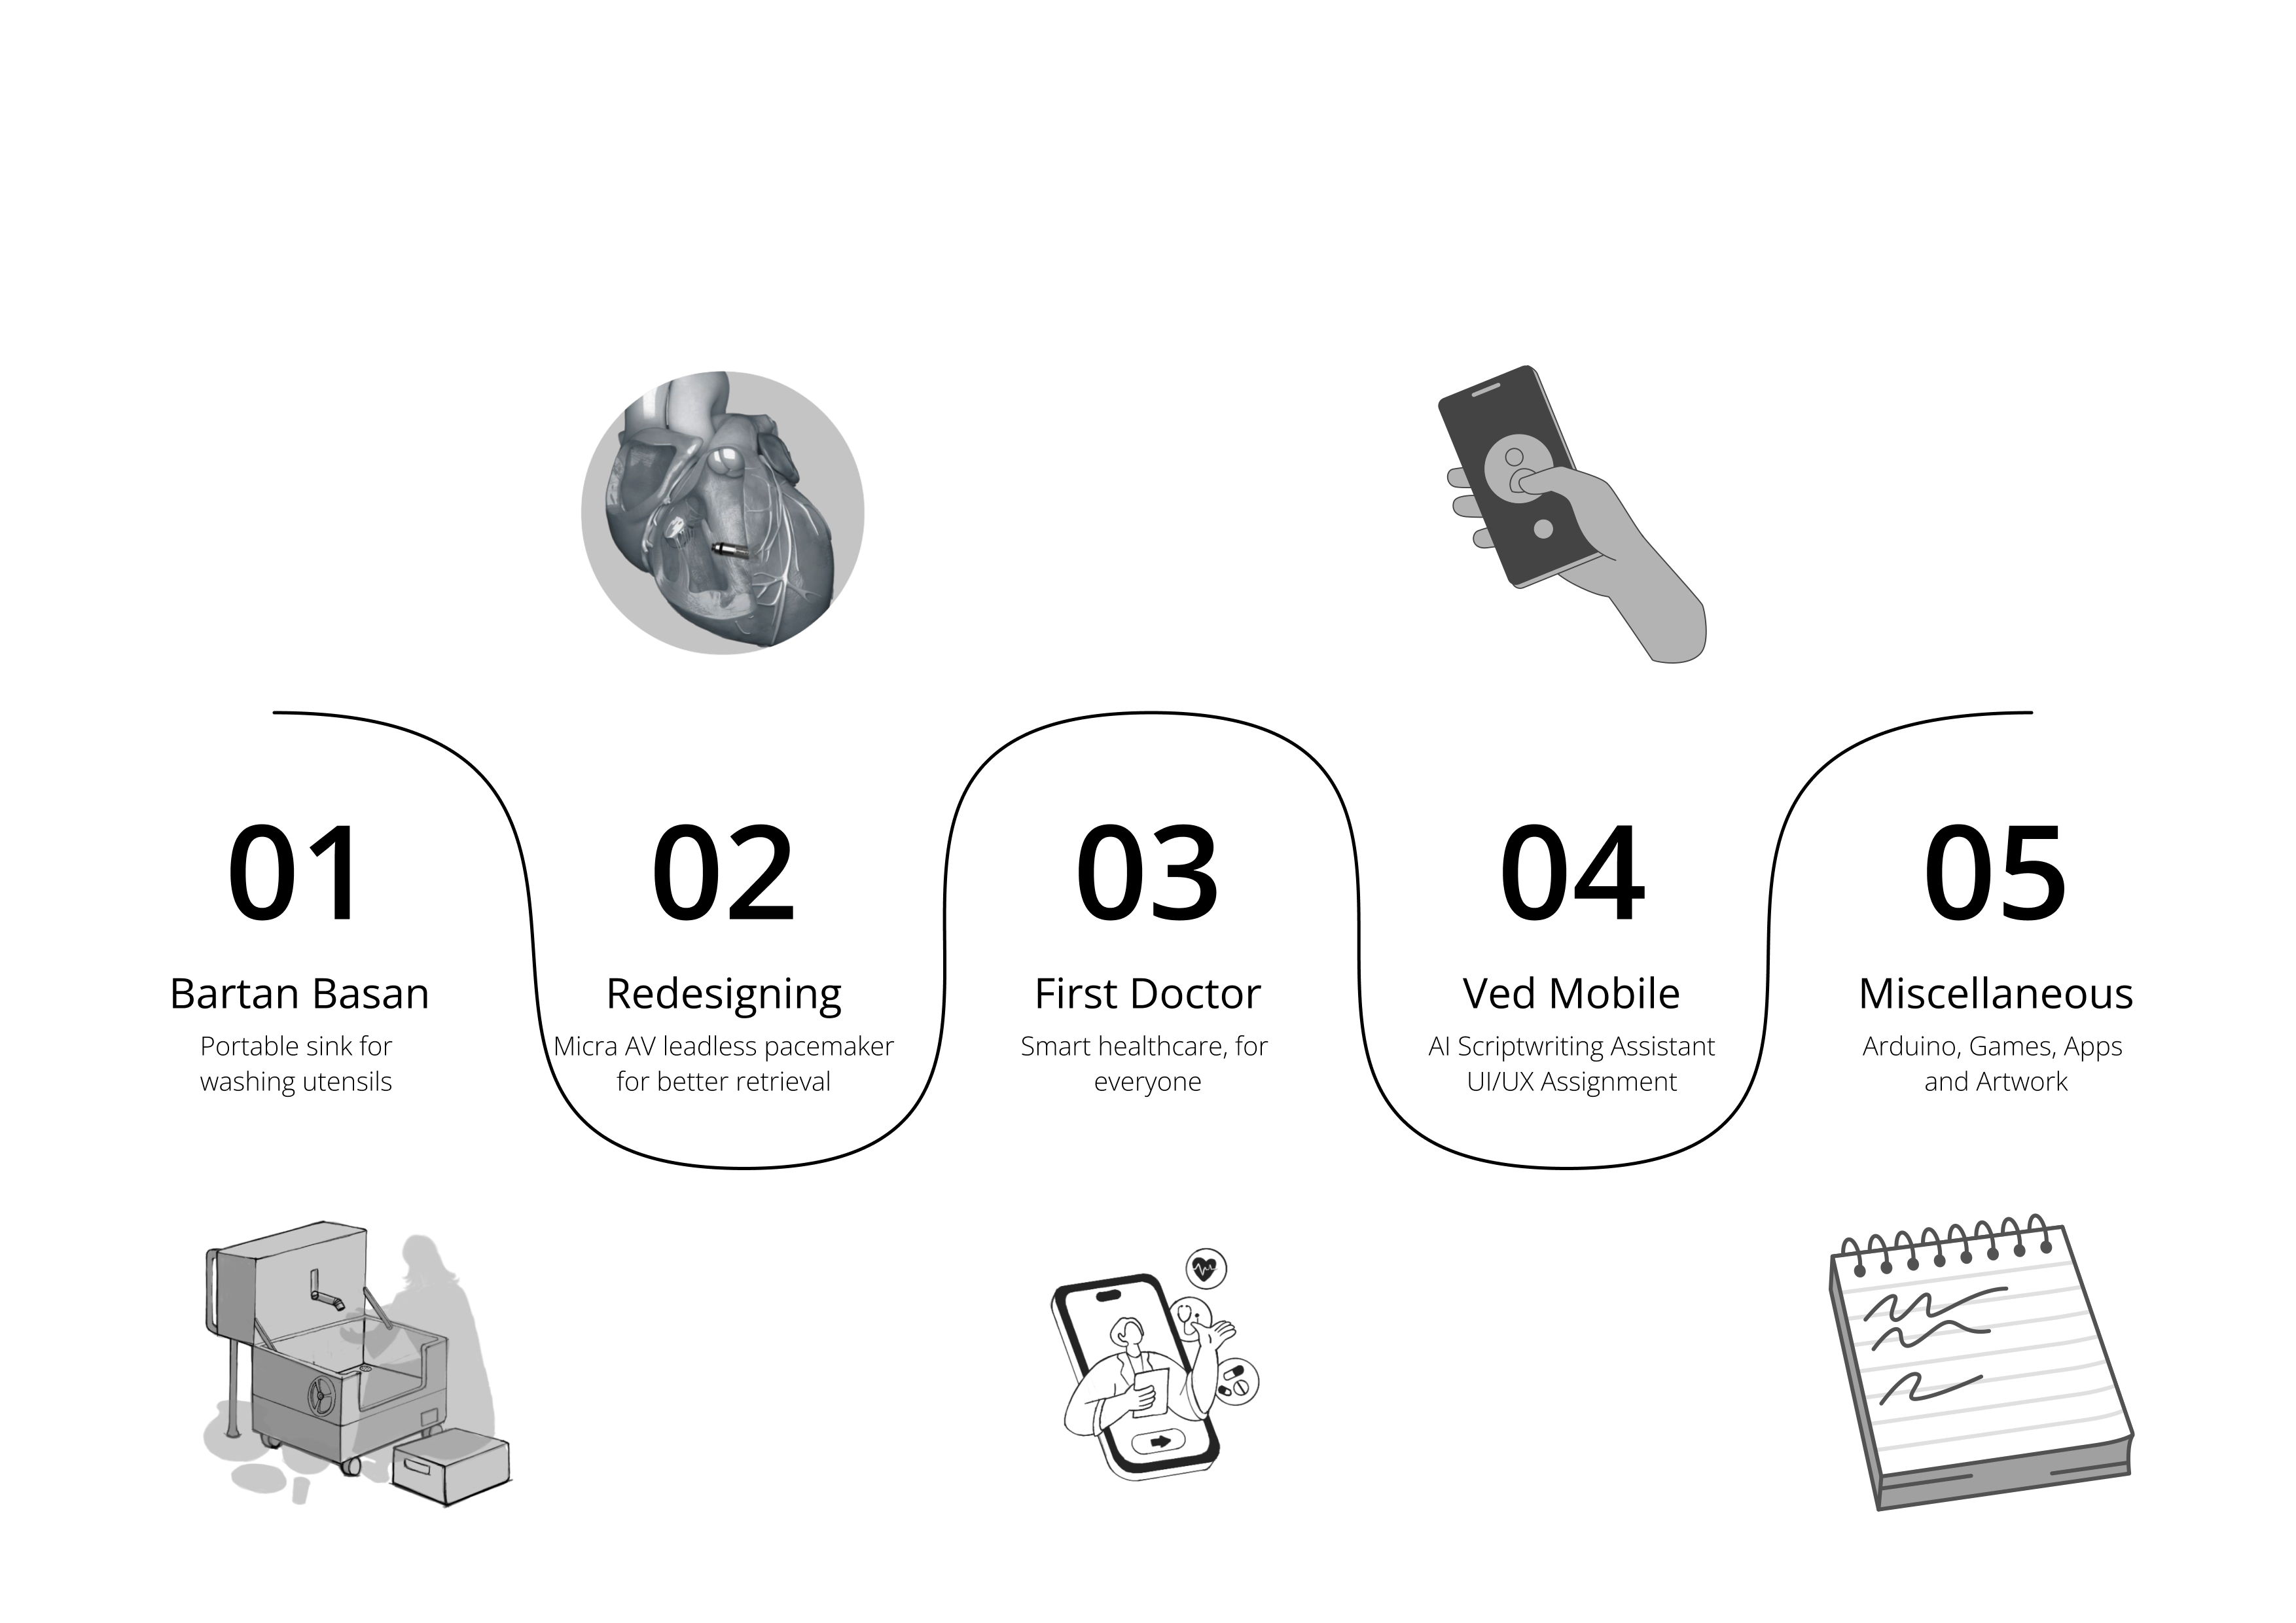 01
Bartan Basan
Portable sink for
washing utensils
02
Redesigning
Micra AV leadless pacemaker
for better retrieval
03
First Doctor
Smart healthcare, for
everyone
04
Ved Mobile
AI Scriptwriting Assistant
UI/UX Assignment
05
Miscellaneous
Arduino, Games, Apps
and Artwork